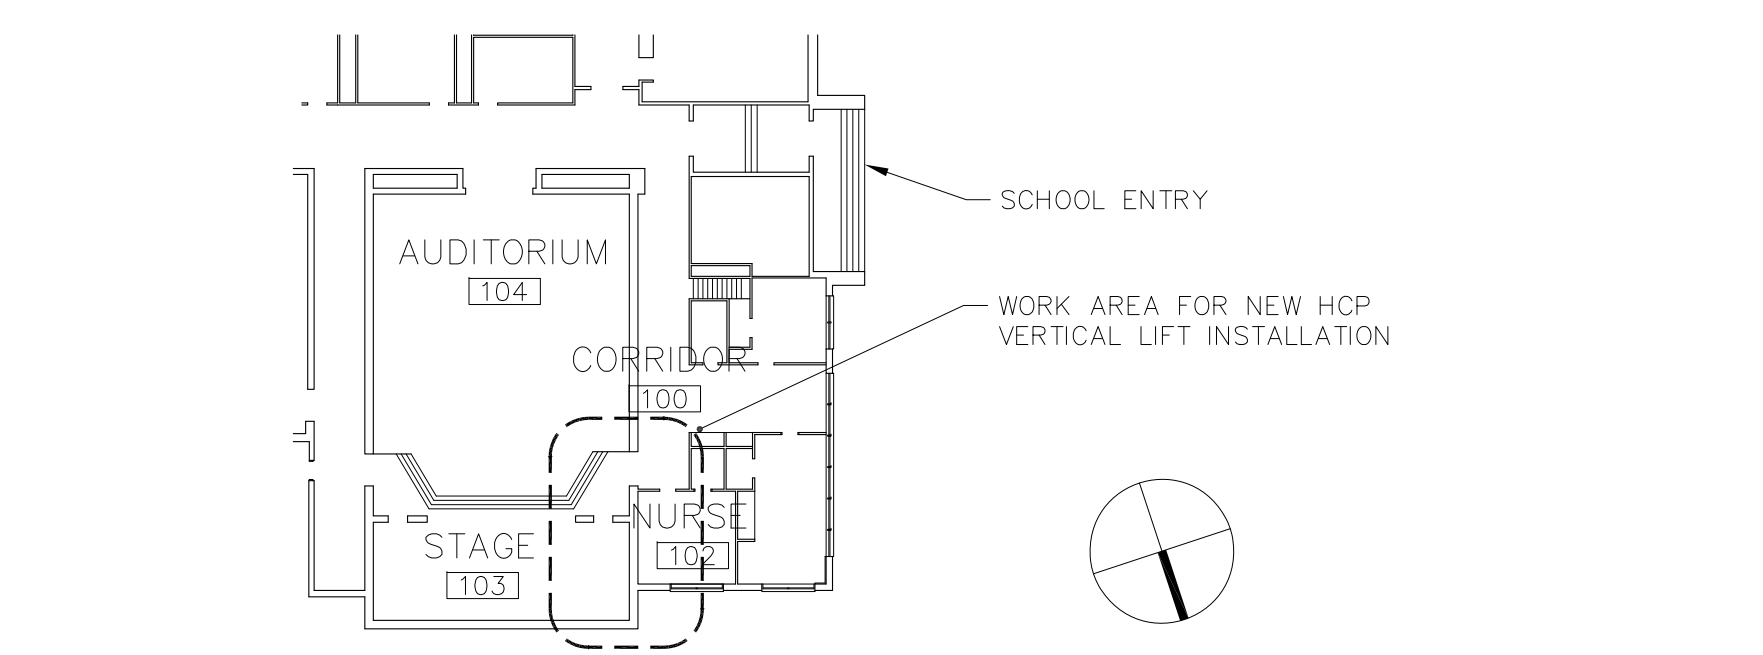 SCHOOL ENTRY
AUDITORIUM
104
WORK AREA FOR NEW HCP
VERTICAL LIFT INSTALLATION
CORRIDOR
100
NURSE
102
STAGE
103